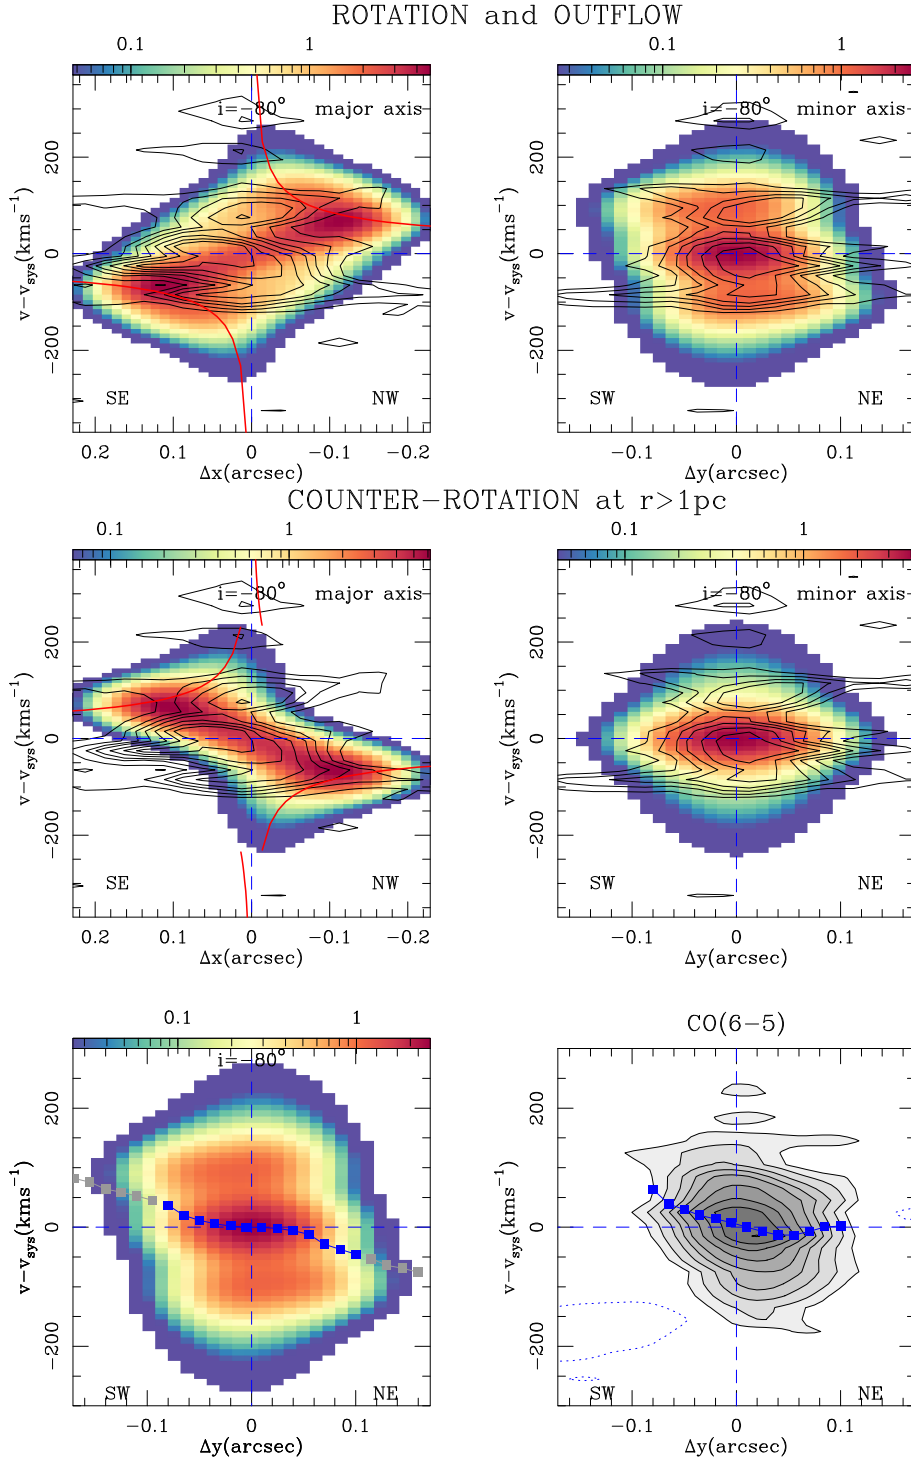 ROTATION and OUTFLOW
0.1 1 0.1 1
i=−80° major axis i=−80° minor axis
v−vsys(kms⁻¹) 200 0 −200
v−vsys(kms⁻¹) 200 0 −200
SE NW SW NE
0.2 0.1 0 −0.1 −0.2 −0.1 0 0.1
Δx(arcsec) Δy(arcsec)
COUNTER−ROTATION at r>1pc
0.1 1 0.1 1
i=−80° major axis i=−80° minor axis
v−vsys(kms⁻¹) 200 0 −200
v−vsys(kms⁻¹) 200 0 −200
SE NW SW NE
0.2 0.1 0 −0.1 −0.2 −0.1 0 0.1
Δx(arcsec) Δy(arcsec)
0.1 1 CO(6−5)
i=−80°
v−vsys(kms⁻¹) 200 0 −200
v−vsys(kms⁻¹) 200 0 −200
SW NE SW NE
−0.1 0 0.1 −0.1 0 0.1
Δy(arcsec) Δy(arcsec)